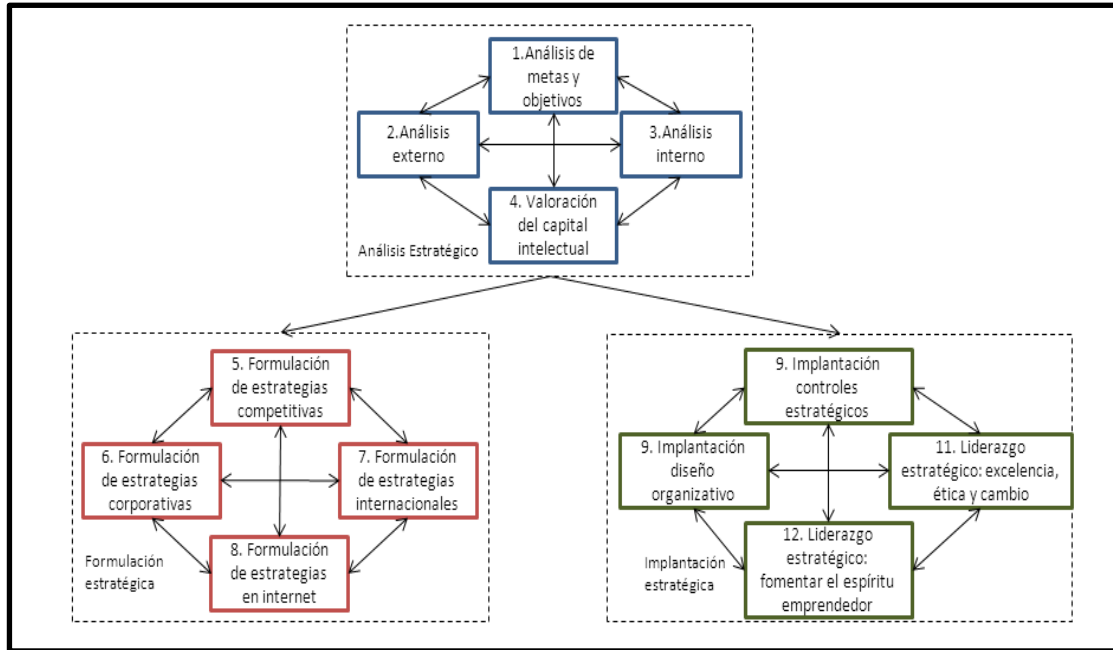 1.Análisis de
metas y
objetivos
2.Análisis
externo
3.Análisis
interno
4. Valoración
del capital
intelectual
Análisis Estratégico
5. Formulación
de estrategias
competitivas
6. Formulación
de estrategias
corporativas
7. Formulación
de estrategias
internacionales
8. Formulación
de estrategias
en internet
Formulación
estratégica
9. Implantación
controles
estratégicos
9. Implantación
diseño
organizativo
11. Liderazgo
estratégico: excelencia,
ética y cambio
12. Liderazgo
estratégico:
fomentar el espíritu
emprendedor
Implantación
estratégica